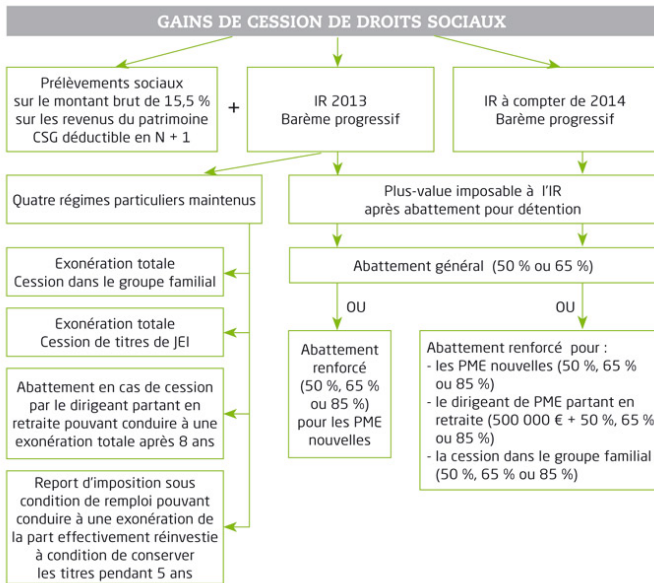 GAINS DE CESSION DE DROITS SOCIAUX
Prélèvements sociaux
sur le montant brut de 15,5 %
sur les revenus du patrimoine
CSG déductible en N + 1
+
IR 2013
Barème progressif
IR à compter de 2014
Barème progressif
Quatre régimes particuliers maintenus
Plus-value imposable à l'IR
après abattement pour détention
Exonération totale
Cession dans le groupe familial
Abattement général (50 % ou 65 %)
OU
OU
Exonération totale
Cession de titres de JEI
Abattement en cas de cession
par le dirigeant partant en
retraite pouvant conduire à une
exonération totale après 8 ans
Report d'imposition sous
condition de remploi pouvant
conduire à une exonération de
la part effectivement réinvestie
à condition de conserver
les titres pendant 5 ans
Abattement
renforcé
(50 %, 65 %
ou 85 %)
pour les PME
nouvelles
Abattement renforcé pour :
- les PME nouvelles (50 %, 65 %
ou 85 %)
- le dirigeant de PME partant en
retraite (500 000 € + 50 %, 65 %
ou 85 %)
- la cession dans le groupe familial
(50 %, 65 % ou 85 %)